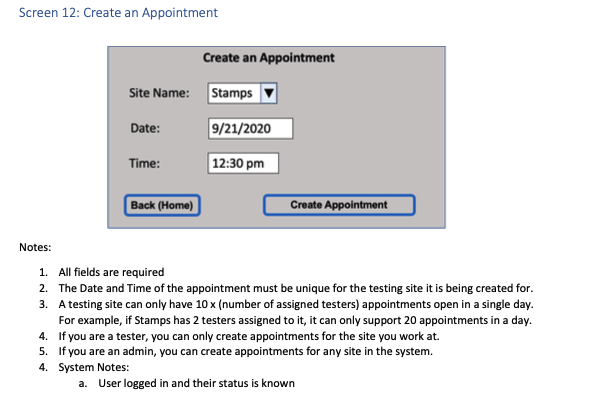 Screen 12: Create an Appointment
Create an Appointment
Site Name: Stamps ▼
Date: 9/21/2020
Time: 12:30 pm
Back (Home) Create Appointment
Notes:
1. All fields are required
2. The Date and Time of the appointment must be unique for the testing site it is being created for.
3. A testing site can only have 10 x (number of assigned testers) appointments open in a single day.
For example, if Stamps has 2 testers assigned to it, it can only support 20 appointments in a day.
4. If you are a tester, you can only create appointments for the site you work at.
5. If you are an admin, you can create appointments for any site in the system.
4. System Notes:
a. User logged in and their status is known